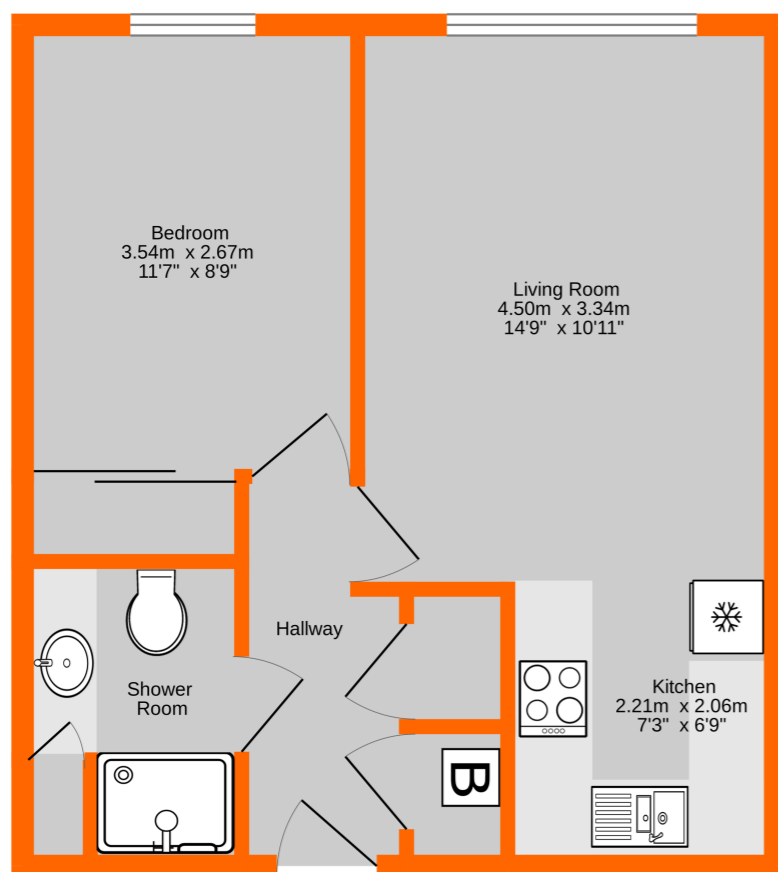 Bedroom
3.54m x 2.67m
11'7" x 8'9"
Living Room
4.50m x 3.34m
14'9" x 10'11"
Hallway
Shower
Room
Kitchen
2.21m x 2.06m
7'3" x 6'9"
B